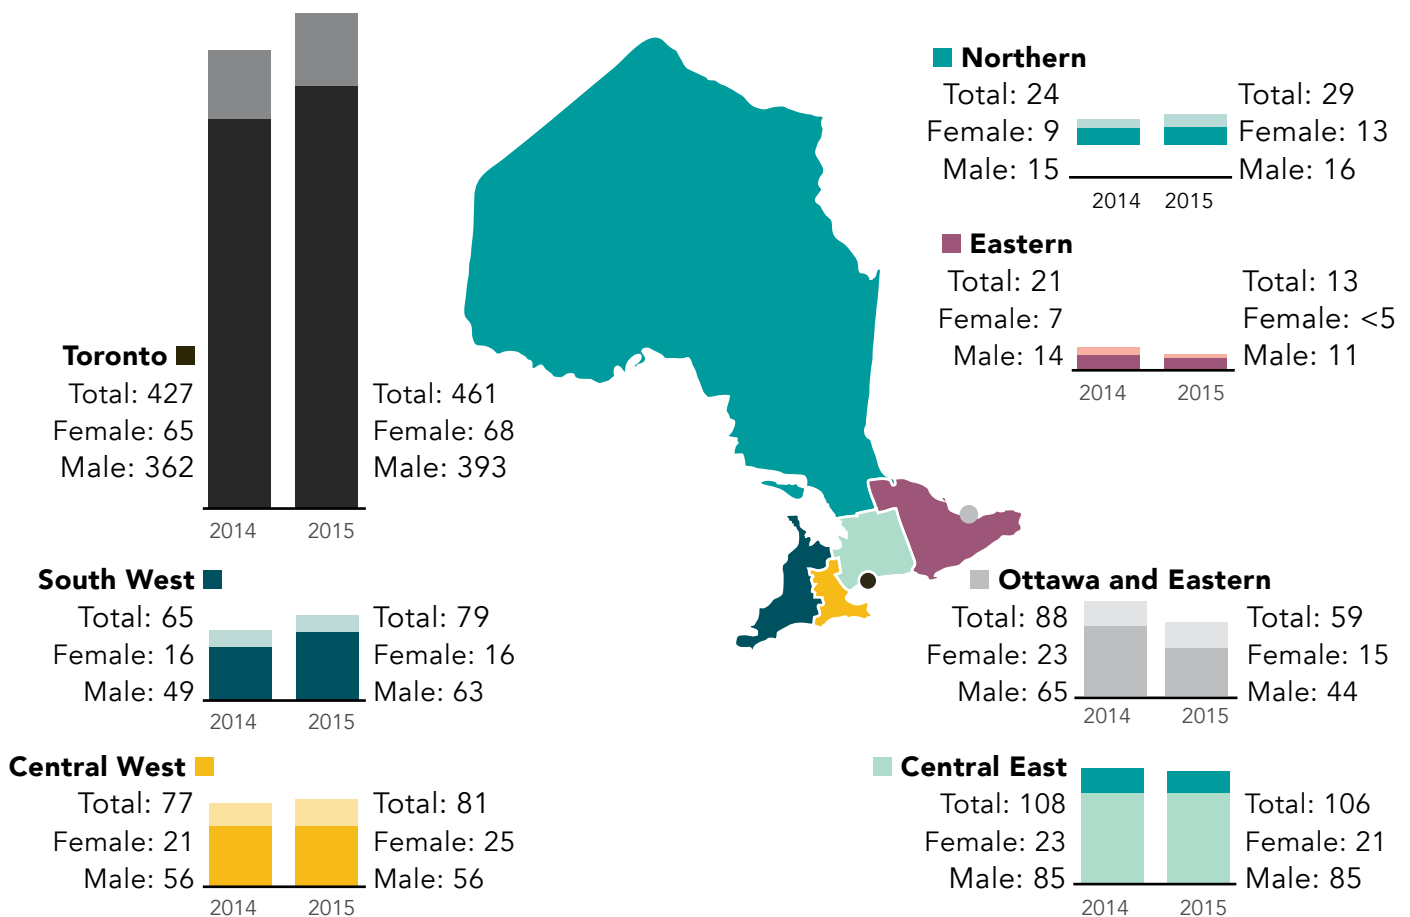 Toronto
Total: 427
Female: 65
Male: 362
Total: 461
Female: 68
Male: 393
2014
2015
South West
Total: 65
Female: 16
Male: 49
Total: 79
Female: 16
Male: 63
2014
2015
Central West
Total: 77
Female: 21
Male: 56
Total: 81
Female: 25
Male: 56
2014
2015
Northern
Total: 24
Female: 9
Male: 15
Total: 29
Female: 13
Male: 16
2014
2015
Eastern
Total: 21
Female: 7
Male: 14
Total: 13
Female: <5
Male: 11
2014
2015
Ottawa and Eastern
Total: 88
Female: 23
Male: 65
Total: 59
Female: 15
Male: 44
2014
2015
Central East
Total: 108
Female: 23
Male: 85
Total: 106
Female: 21
Male: 85
2014
2015